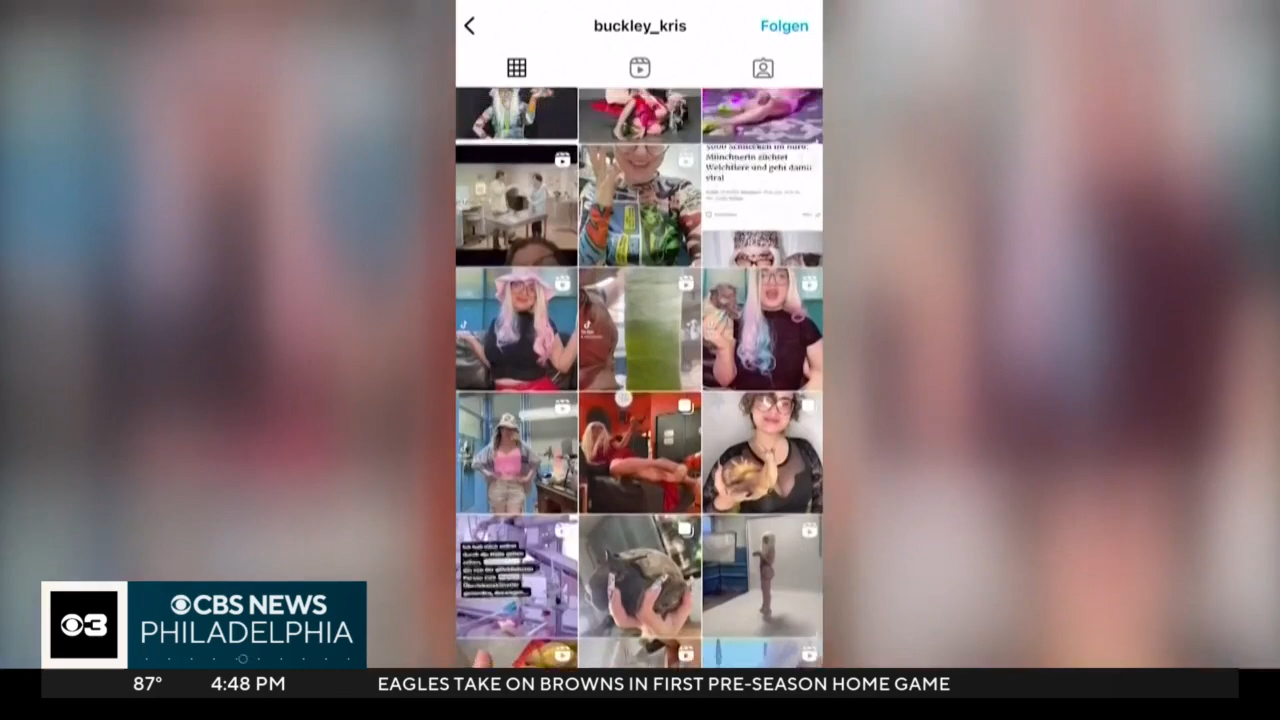 buckley_kris
Folgen
5000 Schnecken im Büro:
Münchnerin züchtet
Weichtiere und geht damit
viral
3
CBS NEWS
PHILADELPHIA
87° 4:48 PM EAGLES TAKE ON BROWNS IN FIRST PRE-SEASON HOME GAME